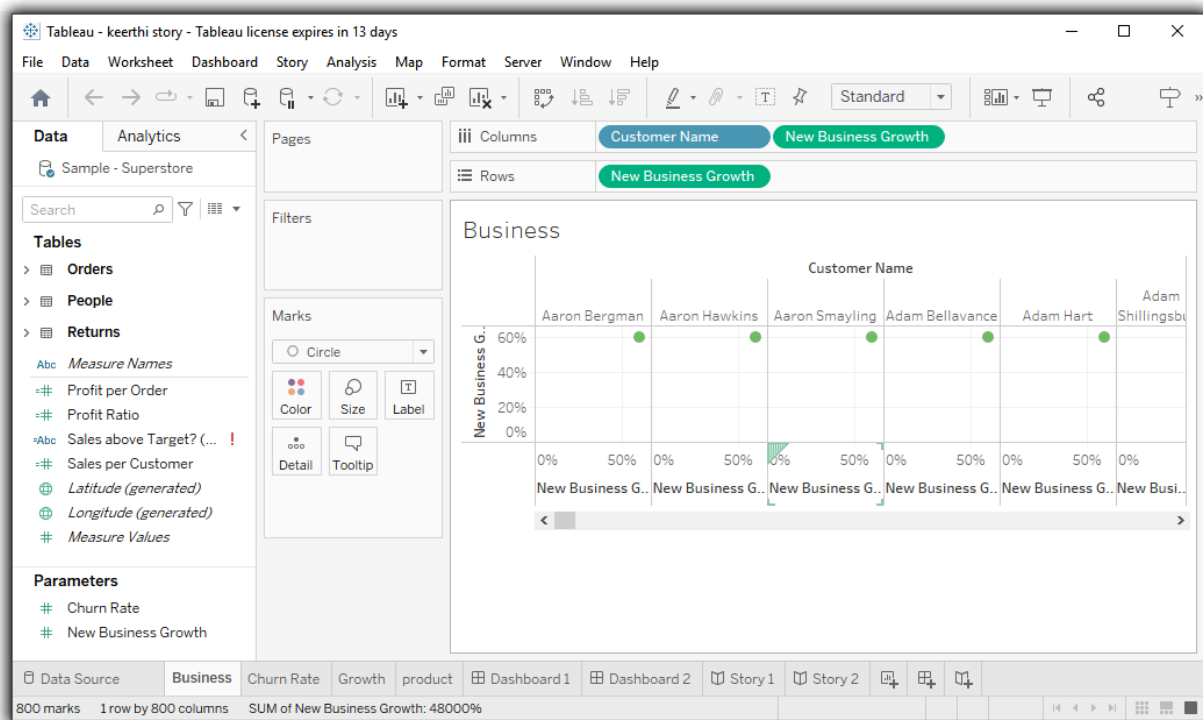 Tableau - keerthi story - Tableau license expires in 13 days
File Data Worksheet Dashboard Story Analysis Map Format Server Window Help
Standard
Data Analytics
Sample - Superstore
Search
Tables
Orders
People
Returns
Abc Measure Names
=# Profit per Order
=# Profit Ratio
=Abc Sales above Target? (... !
=# Sales per Customer
Latitude (generated)
Longitude (generated)
# Measure Values
Parameters
# Churn Rate
# New Business Growth
Pages
Filters
Marks
Circle
Color Size Label
Detail Tooltip
Columns Customer Name New Business Growth
Rows New Business Growth
Business
Customer Name
Aaron Bergman Aaron Hawkins Aaron Smayling Adam Bellavance Adam Hart Adam Shillingsbu
New Business G..
60%
40%
20%
0%
0% 50% 0% 50% 0% 50% 0% 50% 0% 50% 0%
New Business G.. New Business G.. New Business G.. New Business G.. New Business G.. New Busi..
Data Source Business Churn Rate Growth product Dashboard 1 Dashboard 2 Story 1 Story 2
800 marks 1 row by 800 columns SUM of New Business Growth: 48000%